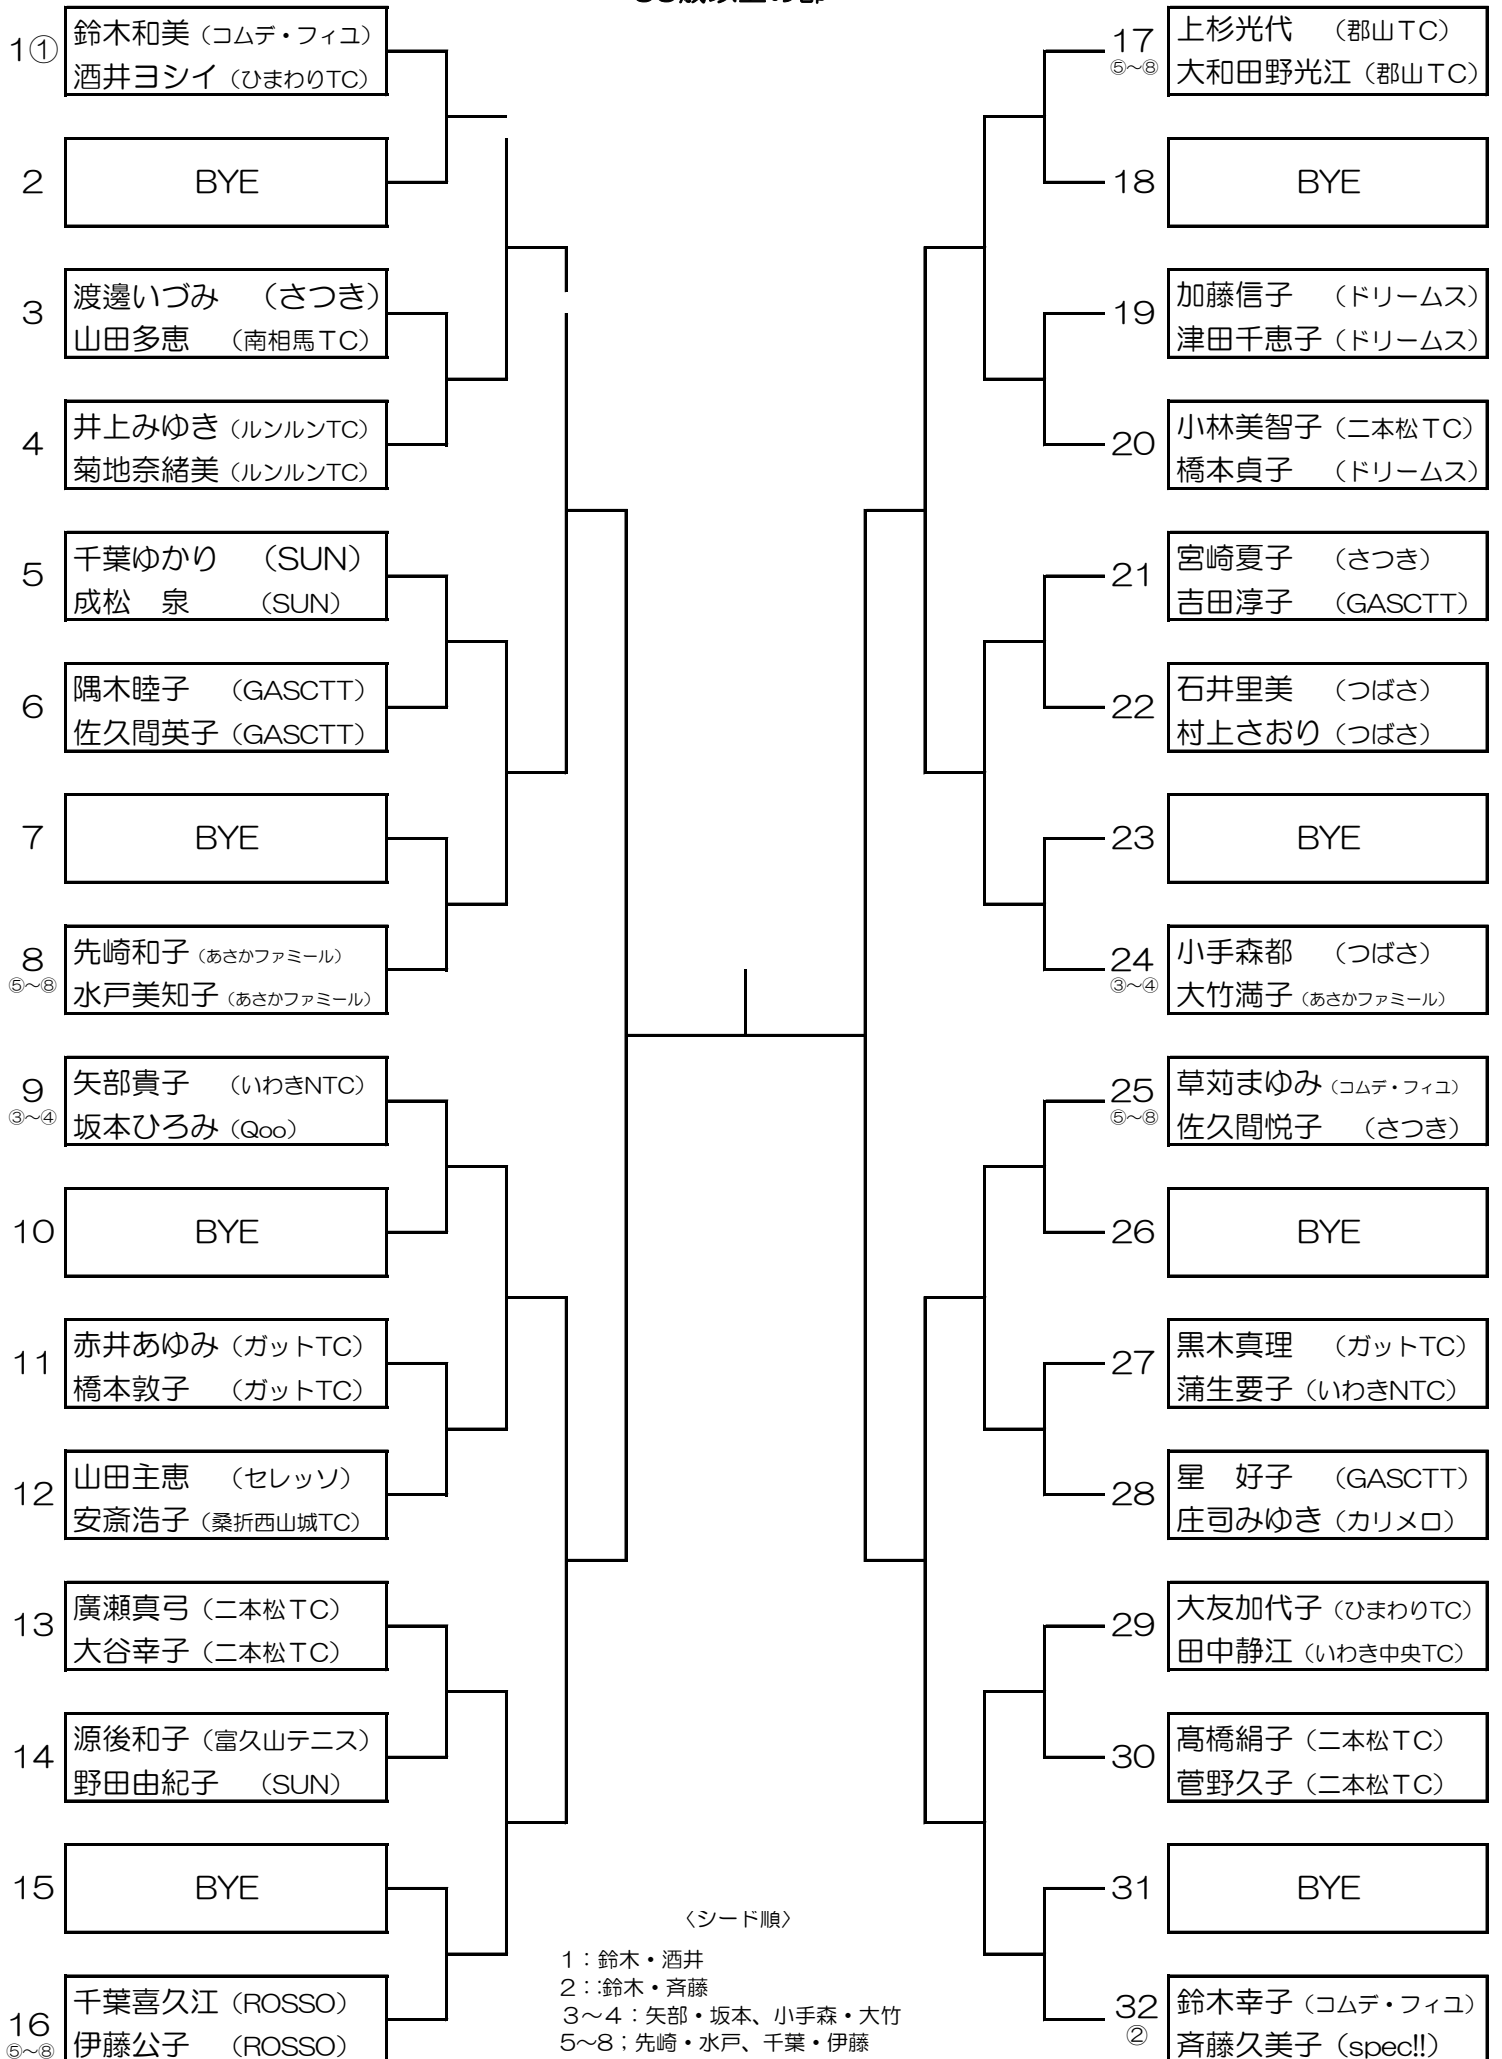 1① 鈴木和美（コムデ・フィユ）
酒井ヨシイ（ひまわりTC）
2 BYE
3 渡邊いづみ （さつき）
山田多恵 （南相馬ＴＣ）
4 井上みゆき（ルンルンTC）
菊地奈緒美（ルンルンTC）
5 千葉ゆかり （SUN）
成松　泉 （SUN）
6 隅木睦子 （GASCTT）
佐久間英子（GASCTT）
7 BYE
8 先崎和子（あさかファミール）
⑤～⑧ 水戸美知子（あさかファミール）
9 矢部貴子 （いわきNTC）
③～④ 坂本ひろみ（Qoo）
10 BYE
11 赤井あゆみ（ガットTC）
橋本敦子 （ガットTC）
12 山田主恵 （セレッソ）
安斎浩子（桑折西山城TC）
13 廣瀬真弓（二本松ＴＣ）
大谷幸子（二本松ＴＣ）
14 源後和子（富久山テニス）
野田由紀子 （SUN）
15 BYE
16 千葉喜久江（ROSSO）
⑤～⑧ 伊藤公子 （ROSSO）
17 上杉光代 （郡山ＴＣ）
⑤～⑧ 大和田野光江（郡山ＴＣ）
18 BYE
19 加藤信子 （ドリームス）
津田千恵子（ドリームス）
20 小林美智子（二本松ＴＣ）
橋本貞子 （ドリームス）
21 宮崎夏子 （さつき）
吉田淳子 （GASCTT）
22 石井里美 （つばさ）
村上さおり（つばさ）
23 BYE
24 小手森都 （つばさ）
③～④ 大竹満子（あさかファミール）
25 草苅まゆみ（コムデ・フィユ）
⑤～⑧ 佐久間悦子 （さつき）
26 BYE
27 黒木真理 （ガットTC）
蒲生要子（いわきNTC）
28 星　好子 （GASCTT）
庄司みゆき（カリメロ）
29 大友加代子（ひまわりTC）
田中静江（いわき中央TC）
30 髙橋絹子（二本松ＴＣ）
菅野久子（二本松ＴＣ）
31 BYE
32 鈴木幸子（コムデ・フィユ）
② 斉藤久美子（spec!!）
〈シード順〉
1：鈴木・酒井
2：:鈴木・斉藤
3～4：矢部・坂本、小手森・大竹
5～8；先崎・水戸、千葉・伊藤